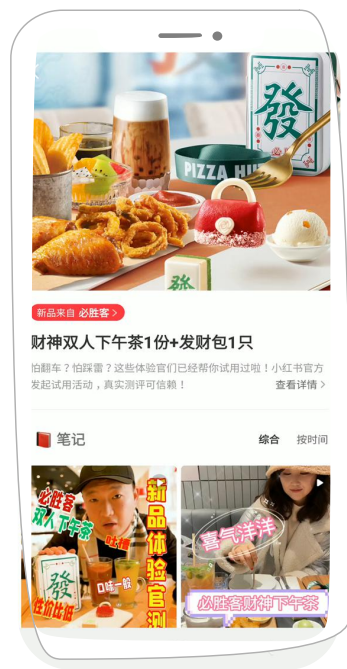 發
PIZZA HU
發
新品来自 必胜客
财神双人下午茶1份+发财包1只
怕翻车？怕踩雷？这些体验官们已经帮你试用过啦！小红书官方
发起试用活动，真实测评可信赖！
查看详情
笔记
综合
按时间
必胜客
双人下午茶
吐槽
新品体验官测
發
口味一般
性价比低
喜气洋洋
必胜客财神下午茶